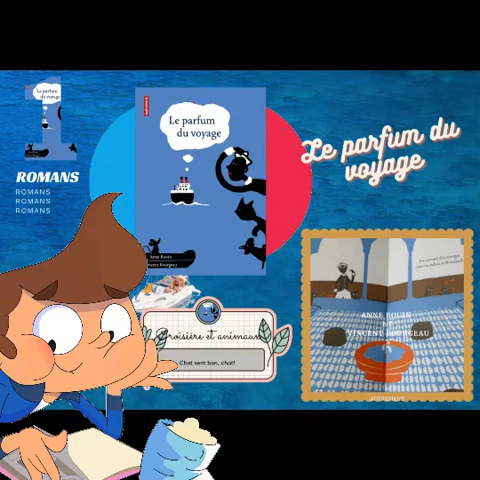 Le parfum
du voyage
ROMANS
ROMANS
ROMANS
ROMANS
Le parfum
du voyage
Anne Rouin
Vincent Bourgeau
Le parfum du
voyage
Croisière et animaux
Chat sent bon, chat!
ANNE ROUIN
VINCENT BOURGEAU